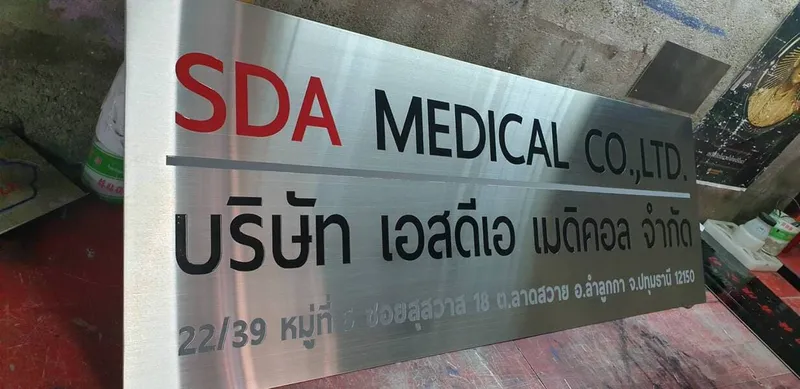 SDA MEDICAL CO.,LTD.
บริษัท เอสดีเอ เมดิคอล จำกัด
22/39 หมู่ที่ 5 ซอยสุสวาส 18 ต.ลาดสวาย อ.ลำลูกกา จ.ปทุมธานี 12150